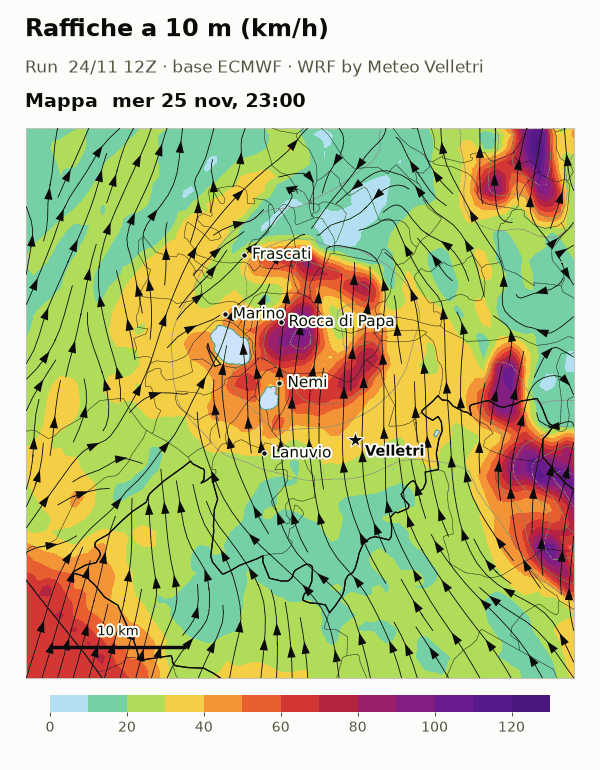 Raffiche a 10 m (km/h)
Run  24/11 12Z · base ECMWF · WRF by Meteo Velletri
Mappa  mer 25 nov, 23:00
Frascati
Marino
Rocca di Papa
Nemi
Velletri
Lanuvio
10 km
0 20 40 60 80 100 120